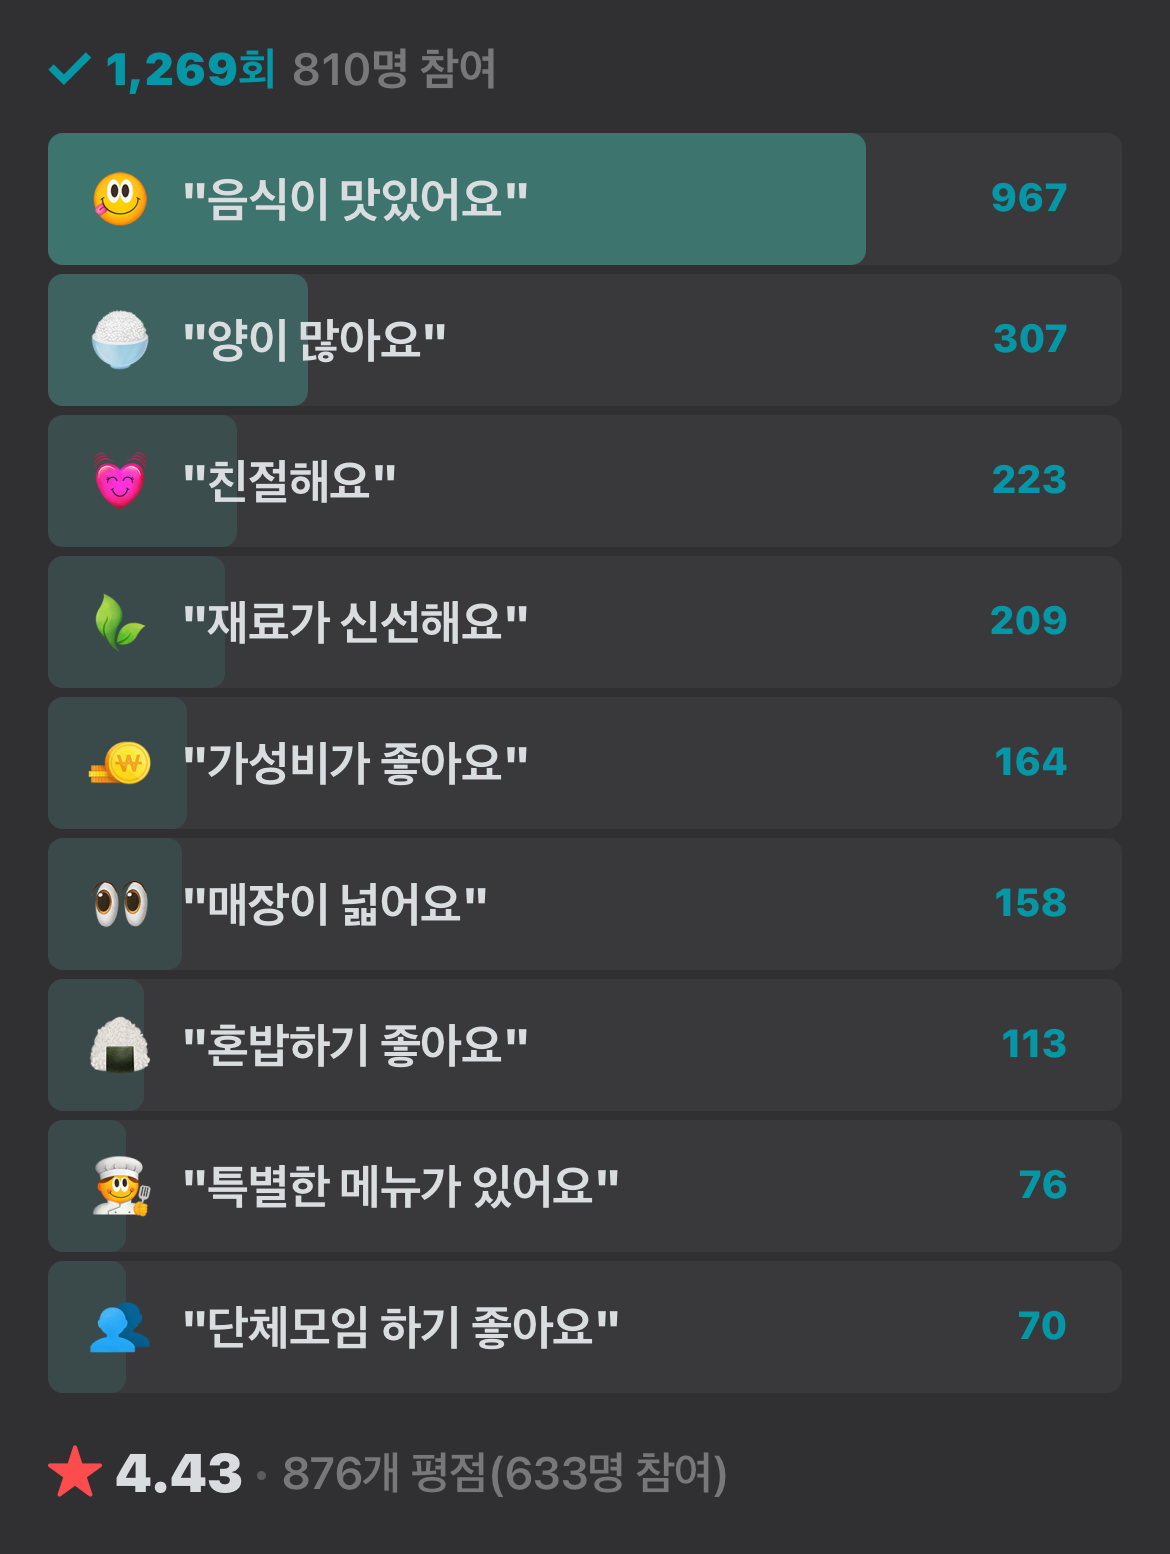 1,269회 810명 참여
"음식이 맛있어요" 967
"양이 많아요" 307
"친절해요" 223
"재료가 신선해요" 209
"가성비가 좋아요" 164
"매장이 넓어요" 158
"혼밥하기 좋아요" 113
"특별한 메뉴가 있어요" 76
"단체모임 하기 좋아요" 70
4.43 · 876개 평점(633명 참여)